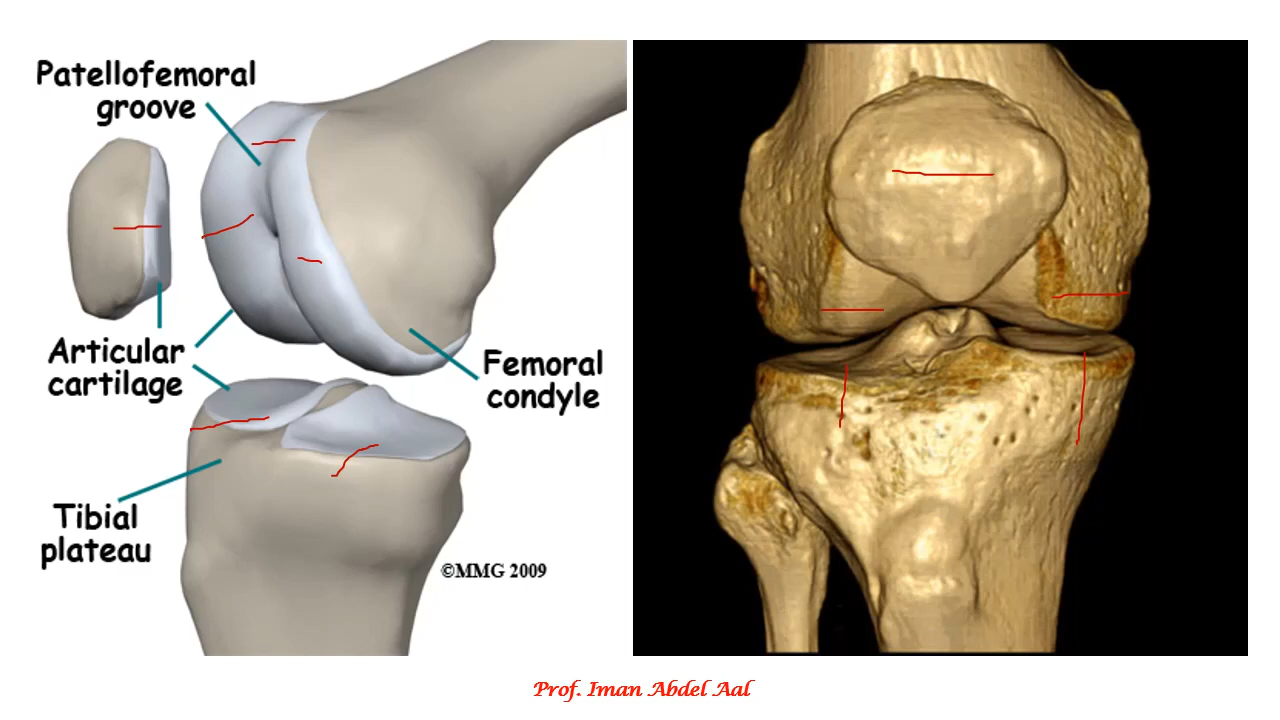 Patellofemoral
groove
Articular
cartilage
Femoral
condyle
Tibial
plateau
©MMG 2009
Prof. Iman Abdel Aal